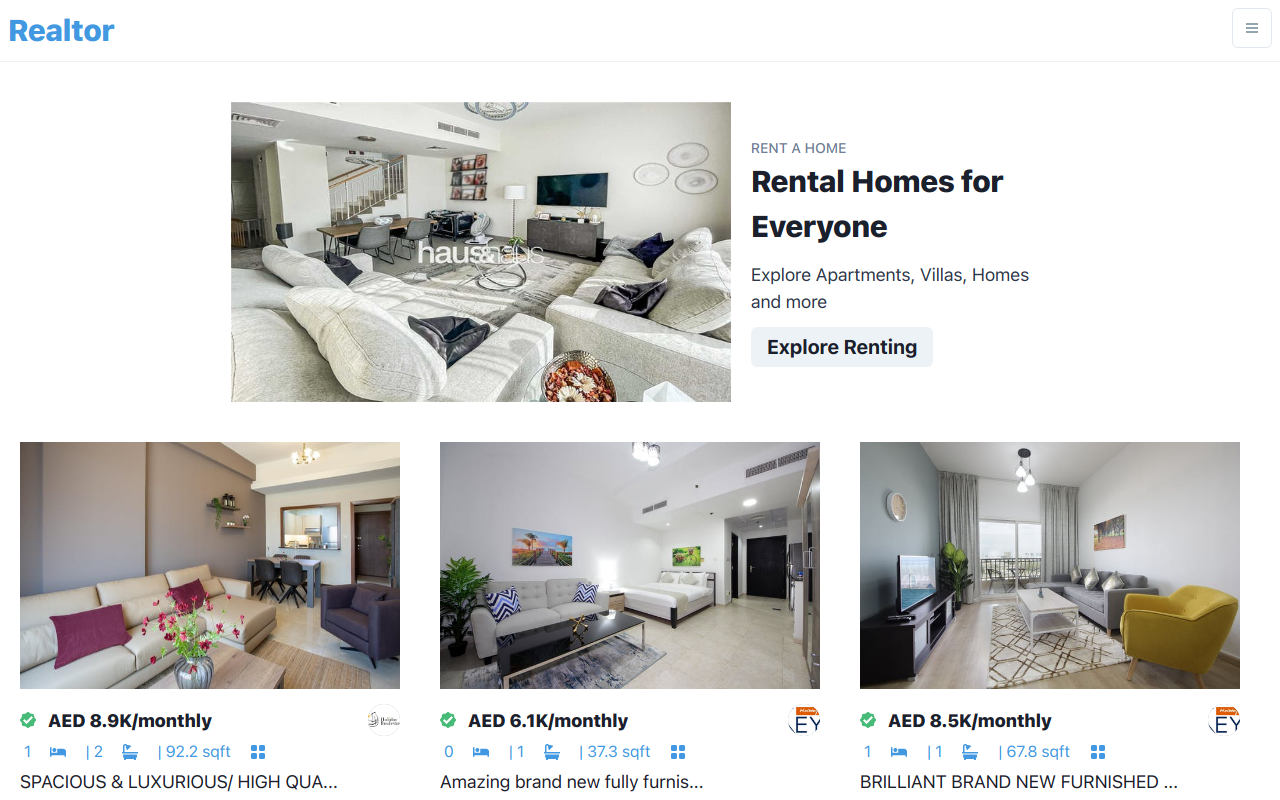 Realtor
haus&haus
RENT A HOME
Rental Homes for
Everyone
Explore Apartments, Villas, Homes
and more
Explore Renting
AED 8.9K/monthly
1 | 2 | 92.2 sqft
SPACIOUS & LUXURIOUS/ HIGH QUA...
AED 6.1K/monthly
EY
0 | 1 | 37.3 sqft
Amazing brand new fully furnis...
AED 8.5K/monthly
EY
1 | 1 | 67.8 sqft
BRILLIANT BRAND NEW FURNISHED ...